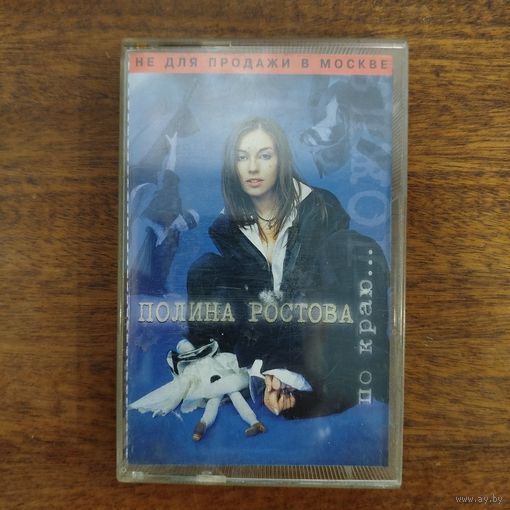 НЕ ДЛЯ ПРОДАЖИ В МОСКВЕ
ПОЛИНА РОСТОВА
по краю...
www.ay.by